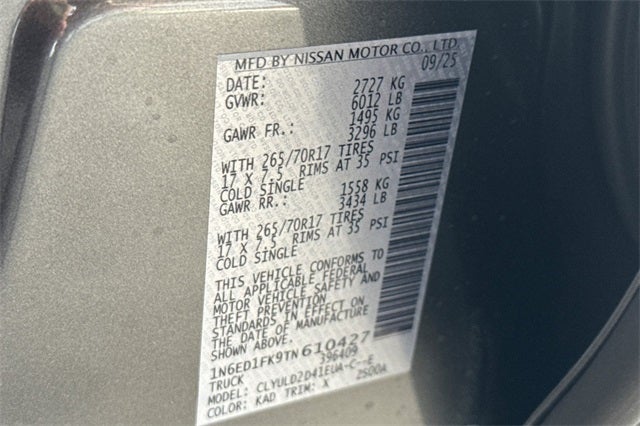 MFD BY NISSAN MOTOR CO., LTD.
DATE: 09/25
GVWR: 2727 KG
6012 LB
GAWR FR.: 1495 KG
3296 LB
WITH 265/70R17 TIRES
17 X 7.5 RIMS AT 35 PSI
COLD SINGLE
GAWR RR.: 1558 KG
3434 LB
WITH 265/70R17 TIRES
17 X 7.5 RIMS AT 35 PSI
COLD SINGLE
THIS VEHICLE CONFORMS TO
ALL APPLICABLE FEDERAL
MOTOR VEHICLE SAFETY AND
THEFT PREVENTION
STANDARDS IN EFFECT ON
THE DATE OF MANUFACTURE
SHOWN ABOVE.
1N6ED1FK9TN610427
TRUCK 396409
MODEL: CLYULD2D41EUA-C--E
COLOR: KAD TRIM: X 2S00A